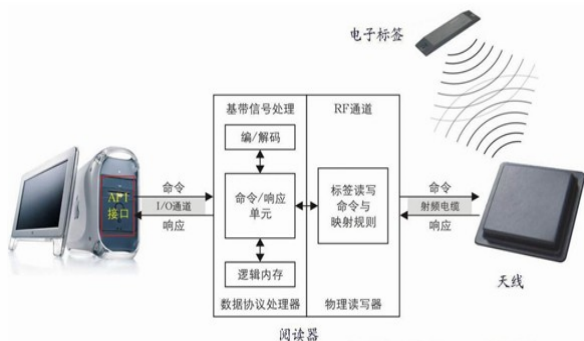 电子标签
基带信号处理
RF通道
编/解码
命令
I/O通道
响应
API
接口
命令/响应
单元
标签读写
命令与
映射规则
命令
射频电缆
响应
逻辑内存
数据协议处理器
物理读写器
天线
阅读器